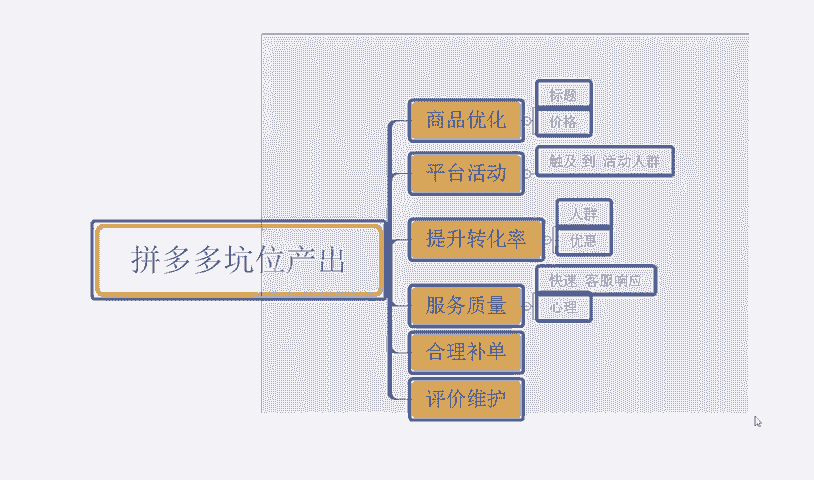 拼多多坑位产出
商品优化
标题
价格
平台活动
触及 到 活动人群
提升转化率
人群
优惠
服务质量
快速 客服响应
心理
合理补单
评价维护